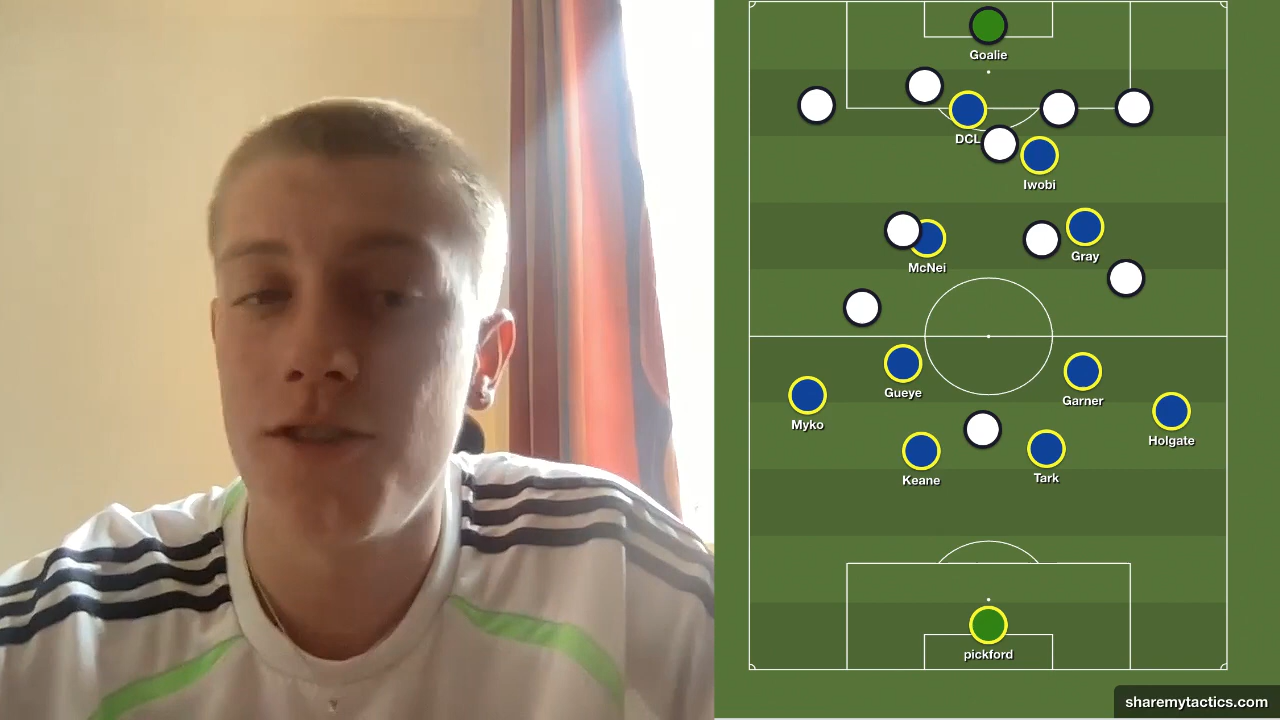 Goalie
DCL
Iwobi
McNei
Gray
Gueye
Garner
Myko
Holgate
Keane
Tark
pickford
sharemytactics.com